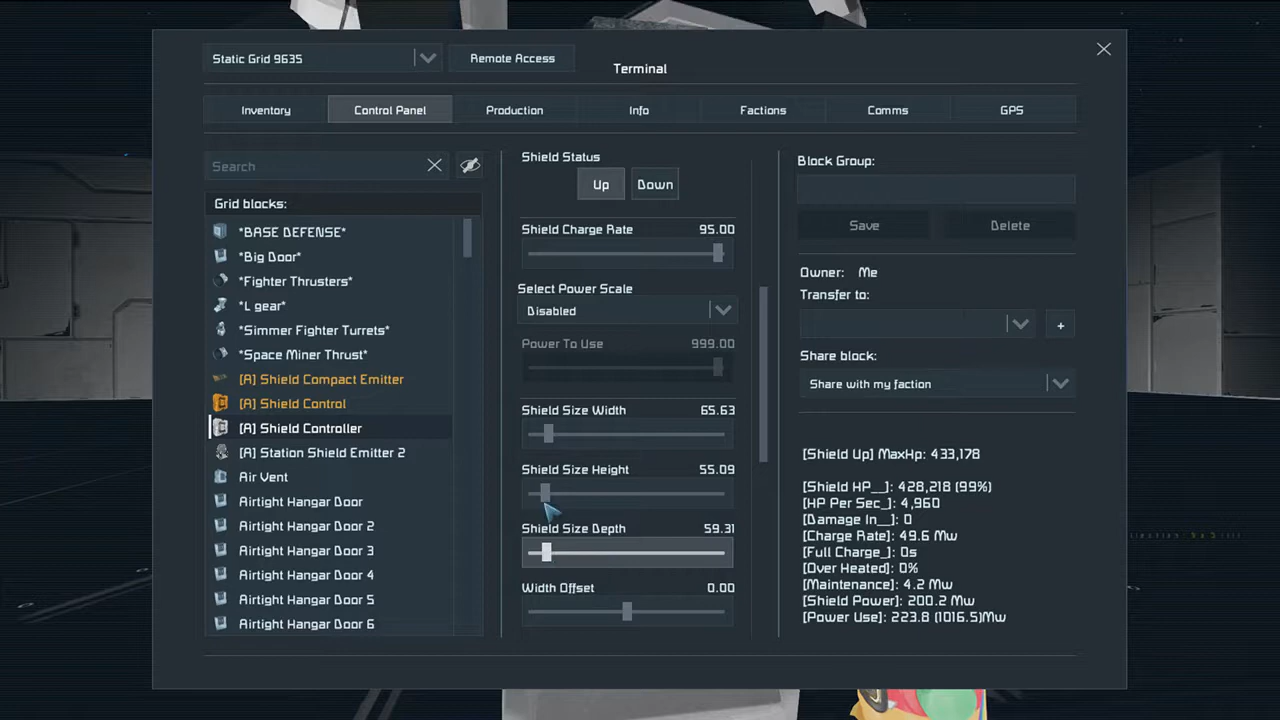 Static Grid 9635
Remote Access
Terminal
Inventory
Control Panel
Production
Info
Factions
Comms
GPS
Search
Grid blocks:
*BASE DEFENSE*
*Big Door*
*Fighter Thrusters*
*L gear*
*Simmer Fighter Turrets*
*Space Miner Thrust*
[A] Shield Compact Emitter
[A] Shield Control
[A] Shield Controller
[A] Station Shield Emitter 2
Air Vent
Airtight Hangar Door
Airtight Hangar Door 2
Airtight Hangar Door 3
Airtight Hangar Door 4
Airtight Hangar Door 5
Airtight Hangar Door 6
Shield Status
Up Down
Shield Charge Rate 95.00
Select Power Scale
Disabled
Power To Use 999.00
Shield Size Width 65.63
Shield Size Height 55.09
Shield Size Depth 59.31
Width Offset 0.00
Block Group:
Save Delete
Owner: Me
Transfer to:
+
Share block:
Share with my faction
[Shield Up] MaxHp: 433,178
[Shield HP__]: 428,218 (99%)
[HP Per Sec_]: 4,960
[Damage In__]: 0
[Charge Rate]: 49.6 Mw
[Full Charge_]: 0s
[Over Heated]: 0%
[Maintenance]: 4.2 Mw
[Shield Power]: 200.2 Mw
[Power Use]: 223.8 (1016.5)Mw